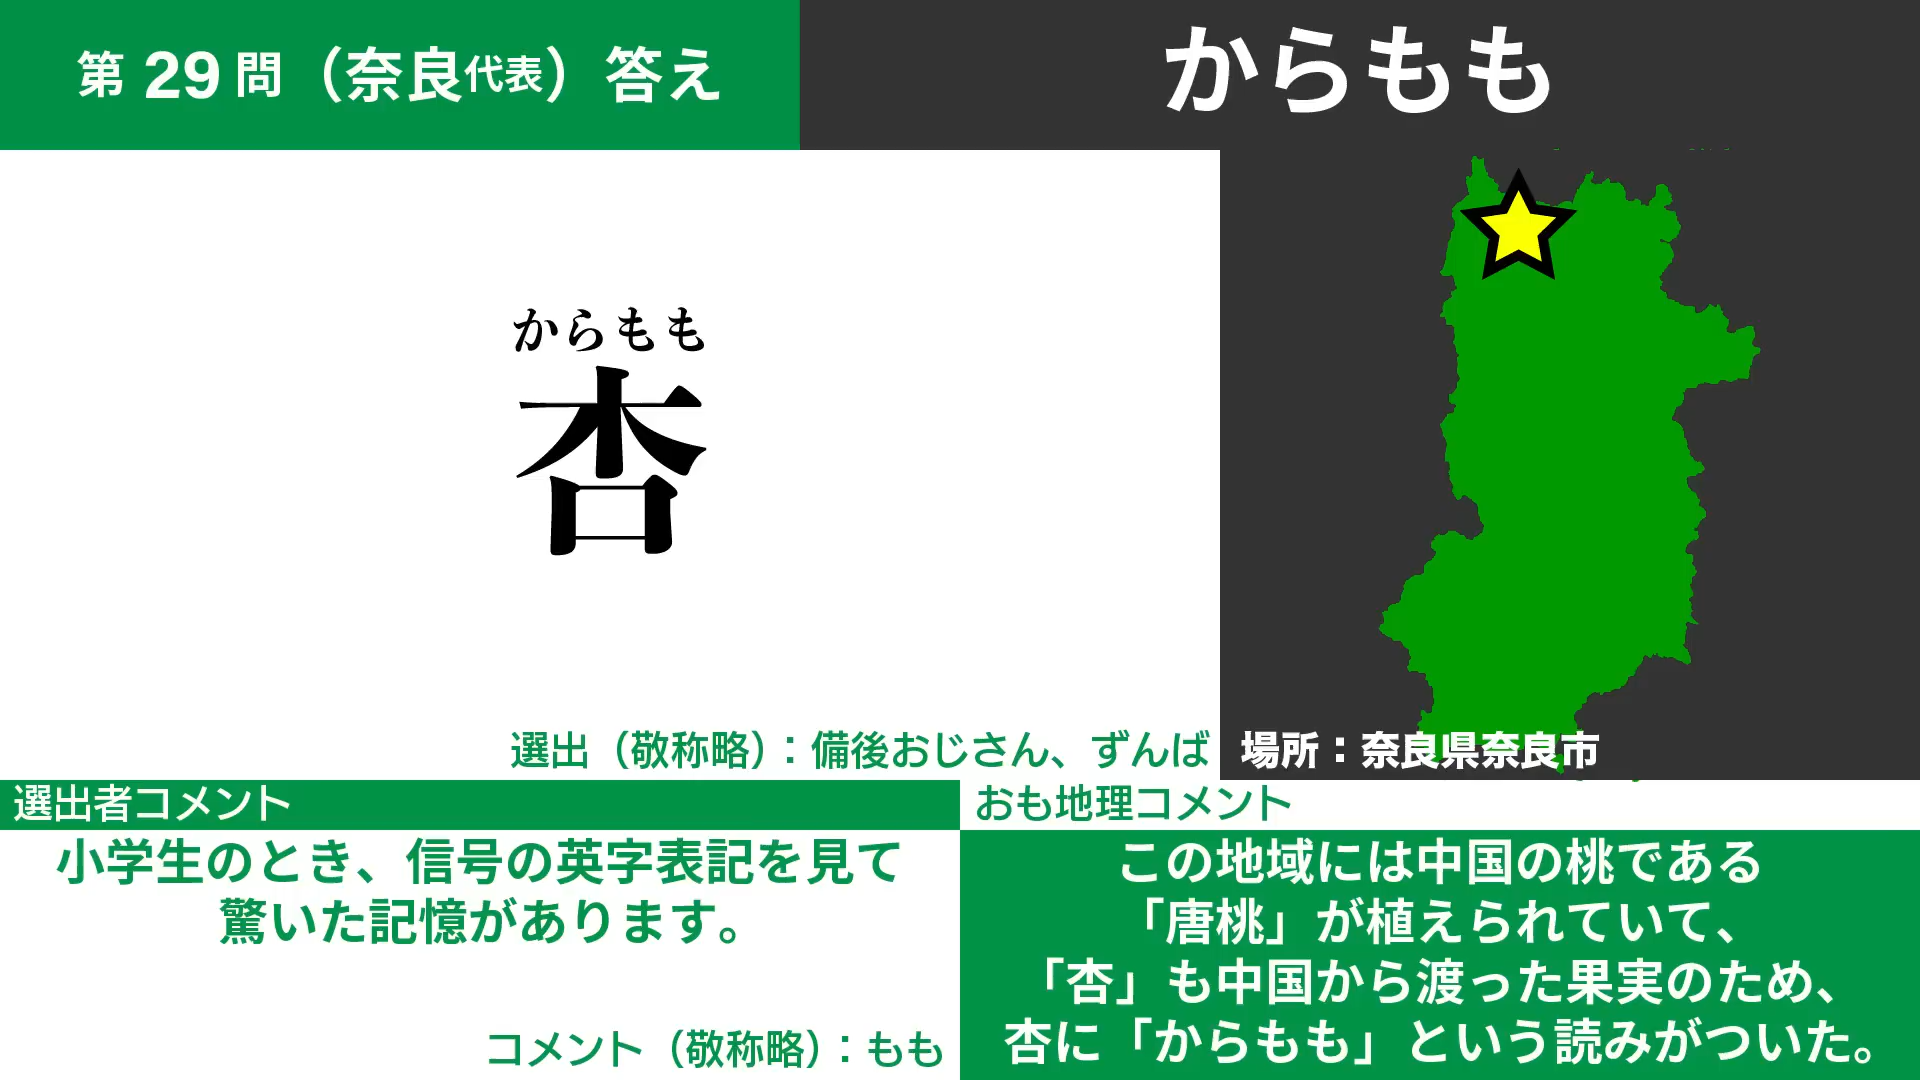 第 29 問（奈良代表）答え
からもも
からもも
杏
選出（敬称略）：備後おじさん、ずんば
場所：奈良県奈良市
選出者コメント
小学生のとき、信号の英字表記を見て
驚いた記憶があります。
コメント（敬称略）：もも
おも地理コメント
この地域には中国の桃である
「唐桃」が植えられていて、
「杏」も中国から渡った果実のため、
杏に「からもも」という読みがついた。